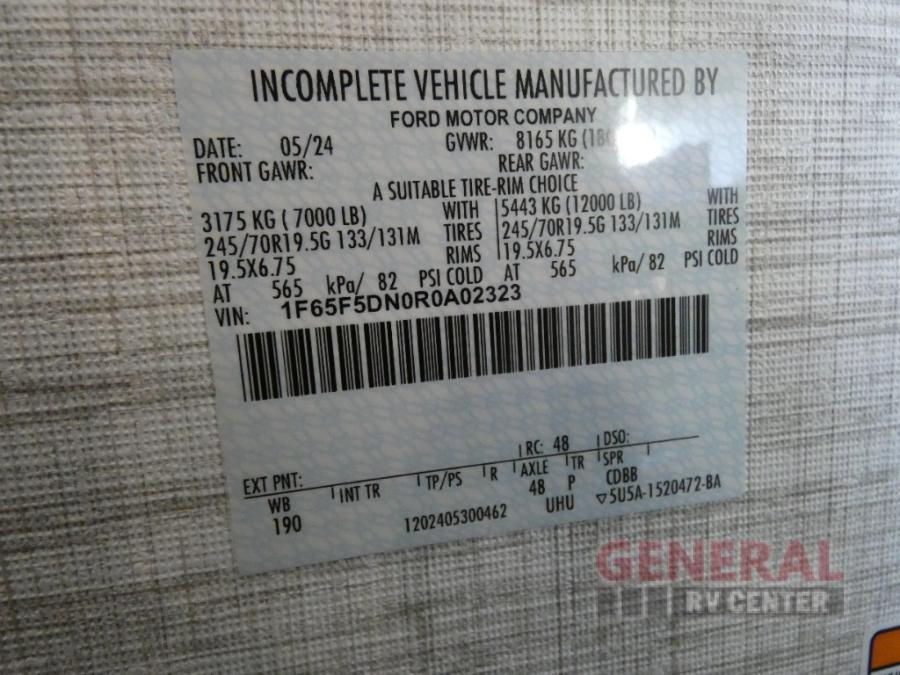 INCOMPLETE VEHICLE MANUFACTURED BY
FORD MOTOR COMPANY
DATE: 05/24 GVWR: 8165 KG
FRONT GAWR: REAR GAWR:
A SUITABLE TIRE-RIM CHOICE
3175 KG ( 7000 LB) WITH 5443 KG (12000 LB) WITH
245/70R19.5G 133/131M TIRES 245/70R19.5G 133/131M TIRES
19.5X6.75 RIMS 19.5X6.75 RIMS
AT 565 kPa/ 82 PSI COLD AT 565 kPa/ 82 PSI COLD
VIN: 1F65F5DN0R0A02323
RC: 48 DSO:
EXT PNT:
WB INT TR TP/PS R AXLE TR SPR
190 48 P CDBB
1202405300462 UHU 5U5A-1520472-BA
GENERAL
RV CENTER